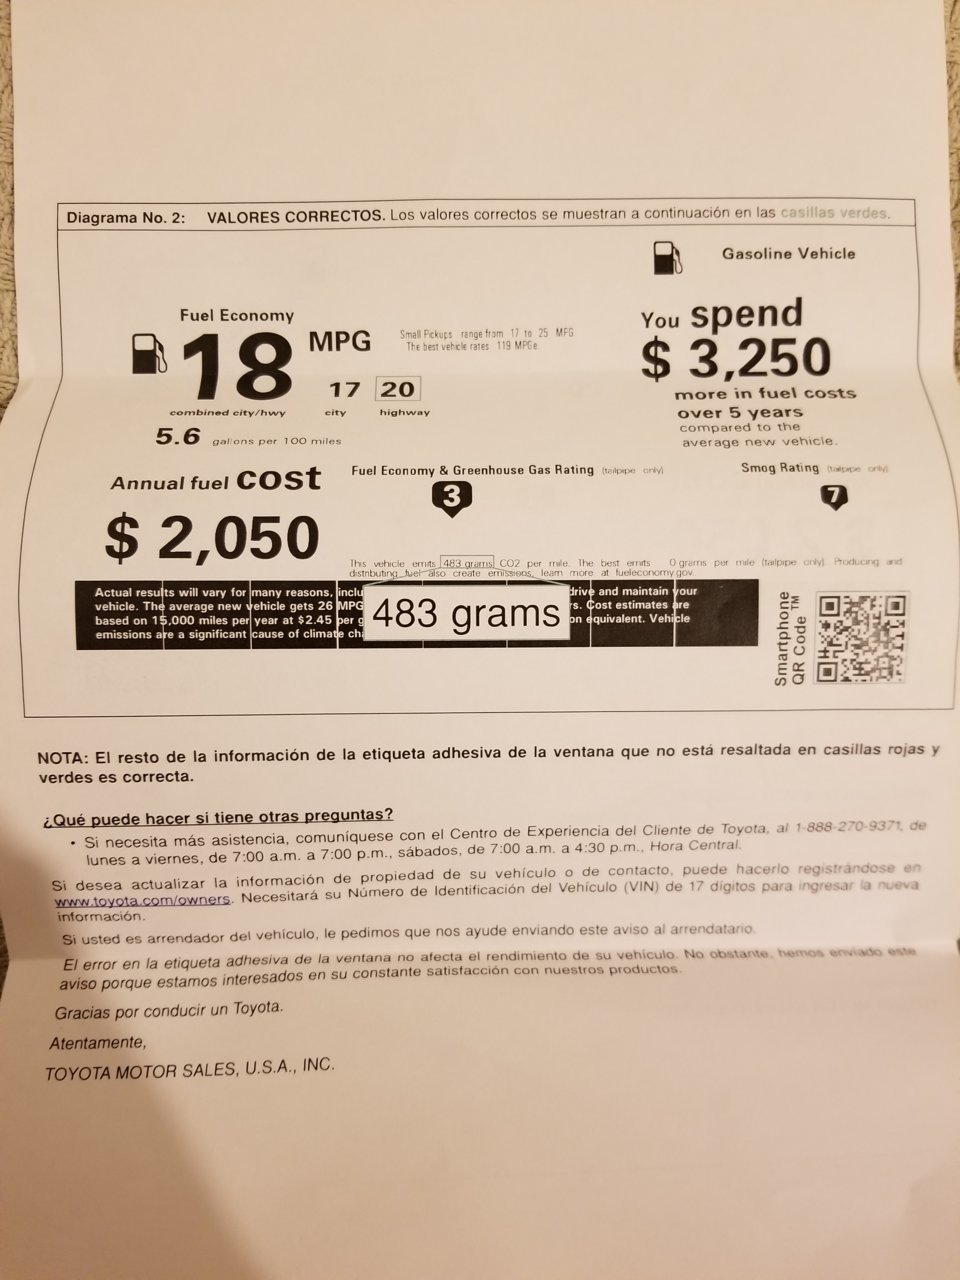 Diagrama No. 2: VALORES CORRECTOS. Los valores correctos se muestran a continuación en las casillas verdes.
Gasoline Vehicle
Fuel Economy
18 MPG
Small Pickups range from 17 to 25 MPG
The best vehicle rates 119 MPGe.
You spend
$ 3,250
more in fuel costs
over 5 years
compared to the
average new vehicle.
17 20
combined city/hwy city highway
5.6 gallons per 100 miles
Annual fuel cost
$ 2,050
Fuel Economy & Greenhouse Gas Rating (tailpipe only)
3
Smog Rating (tailpipe only)
7
This vehicle emits 483 grams CO2 per mile. The best emits 0 grams per mile (tailpipe only). Producing and
distributing fuel also create emissions; learn more at fueleconomy.gov.
Actual results will vary for many reasons, inclu drive and maintain your
vehicle. The average new vehicle gets 26 MPG rs. Cost estimates are
based on 15,000 miles per year at $2.45 per g on equivalent. Vehicle
emissions are a significant cause of climate cha
483 grams
Smartphone
QR Code™
NOTA: El resto de la información de la etiqueta adhesiva de la ventana que no está resaltada en casillas rojas y
verdes es correcta.
¿Qué puede hacer si tiene otras preguntas?
• Si necesita más asistencia, comuníquese con el Centro de Experiencia del Cliente de Toyota, al 1-888-270-9371, de
lunes a viernes, de 7:00 a.m. a 7:00 p.m., sábados, de 7:00 a.m. a 4:30 p.m., Hora Central.
Si desea actualizar la información de propiedad de su vehículo o de contacto, puede hacerlo registrándose en
www.toyota.com/owners. Necesitará su Número de Identificación del Vehículo (VIN) de 17 dígitos para ingresar la nueva
información.
Si usted es arrendador del vehículo, le pedimos que nos ayude enviando este aviso al arrendatario.
El error en la etiqueta adhesiva de la ventana no afecta el rendimiento de su vehículo. No obstante, hemos enviado este
aviso porque estamos interesados en su constante satisfacción con nuestros productos.
Gracias por conducir un Toyota.
Atentamente,
TOYOTA MOTOR SALES, U.S.A., INC.